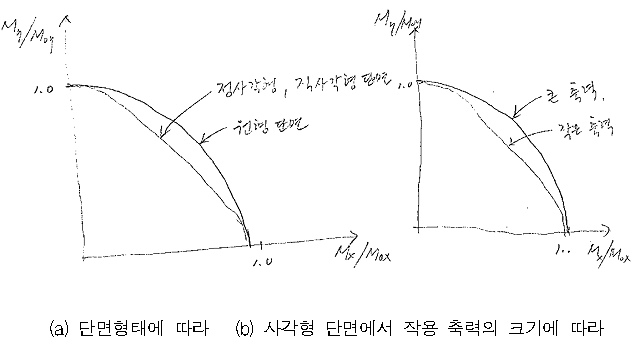 My/Moy
1.0
정사각형, 직사각형 단면
원형 단면
1.0
Mx/Mox
My/Moy
1.0
큰 축력
작은 축력
1..
Mx/Mox
(a) 단면형태에 따라 (b) 사각형 단면에서 작용 축력의 크기에 따라